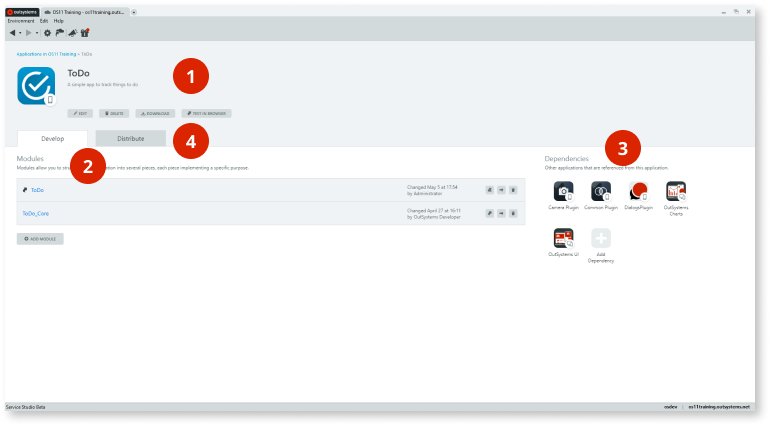 outsystems OS11 Training - os11training.outs...
Environment Edit Help
Applications in OS11 Training > ToDo
ToDo
A simple app to track things to do
1
EDIT DELETE DOWNLOAD TEST IN BROWSER
Develop Distribute 4
Modules
Modules allow you to ... into several pieces, each piece implementing a specific purpose.
2
ToDo Changed May 5 at 17:54
by Administrator
ToDo_Core Changed April 27 at 16:11
by OutSystems Developer
ADD MODULE
3
Dependencies
Other applications that are referenced from this application.
Camera Plugin Common Plugin DialogsPlugin OutSystems
Charts
OutSystems UI Add
Dependency
Service Studio Beta osdev | os11training.outsystems.net